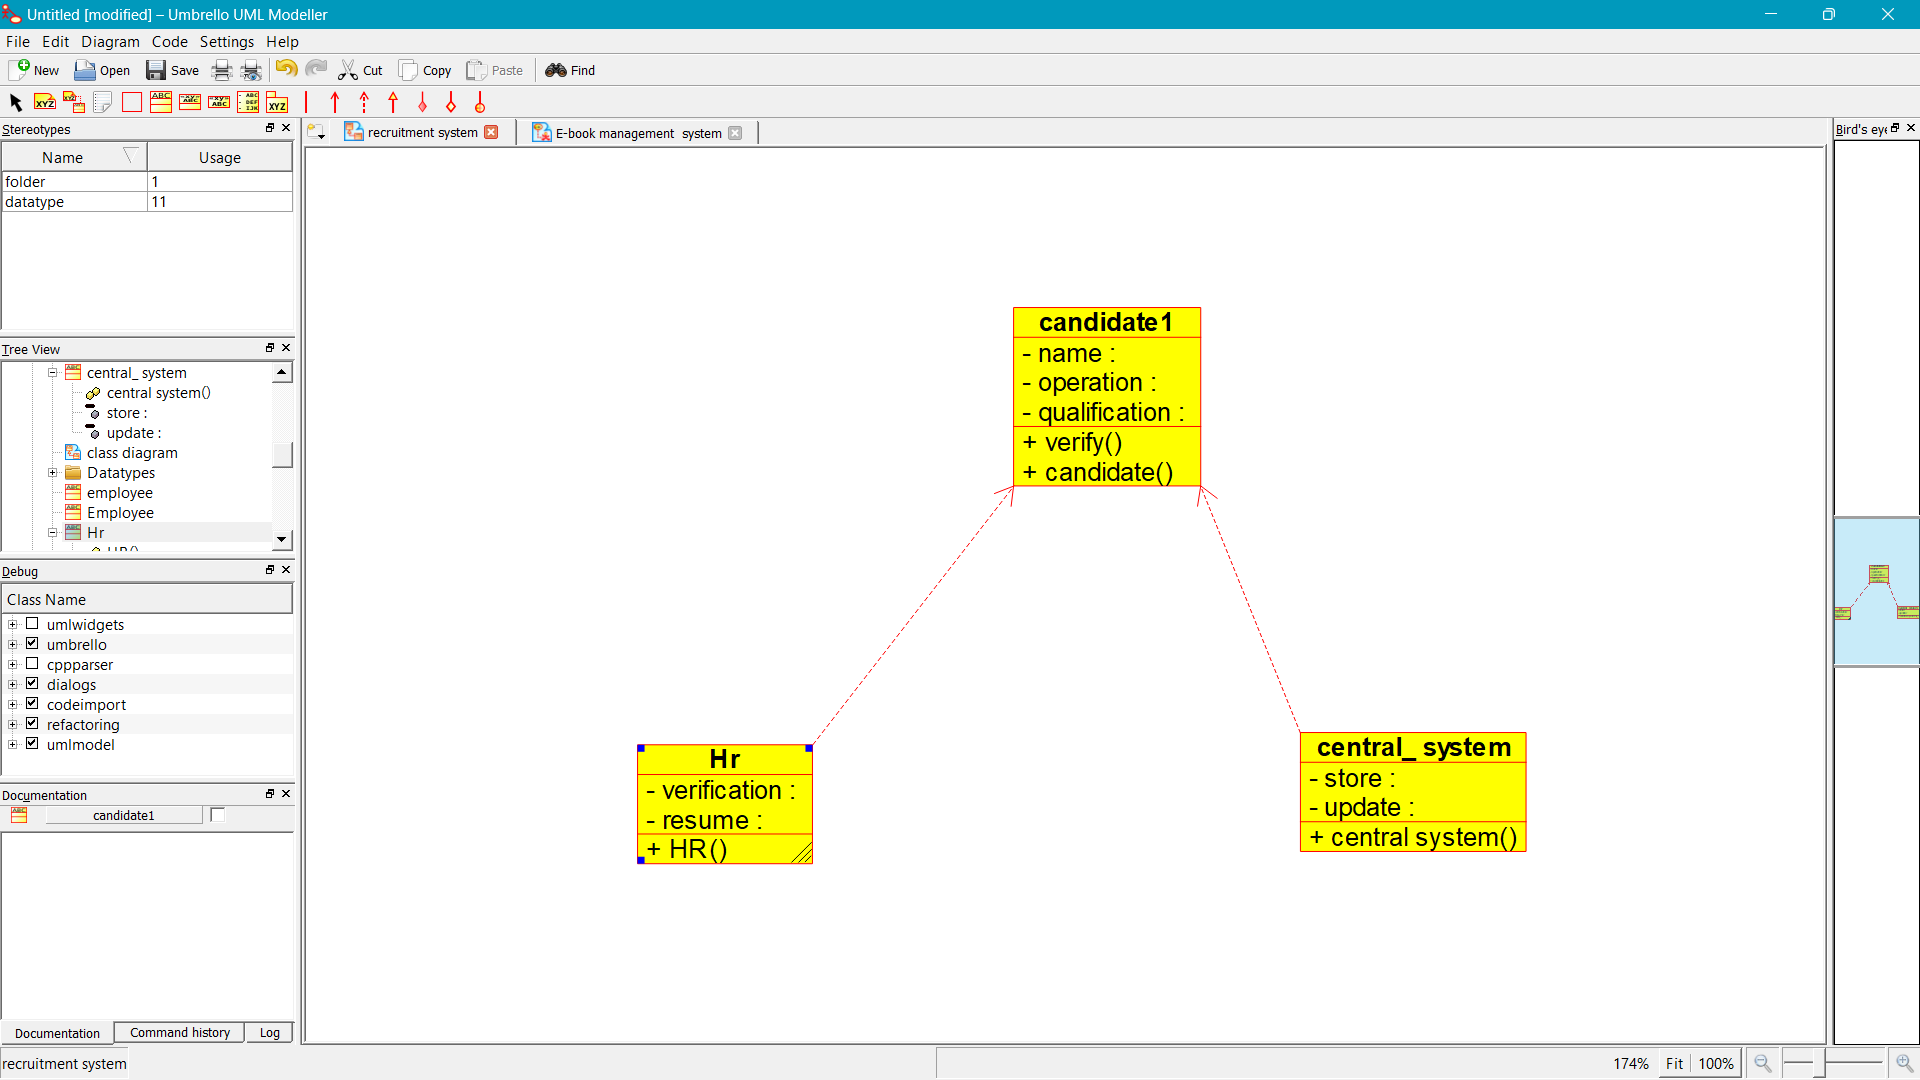 Untitled [modified] – Umbrello UML Modeller
File Edit Diagram Code Settings Help
New Open Save Cut Copy Paste Find
Stereotypes
Name Usage
folder 1
datatype 11
Tree View
central_ system
central system()
store :
update :
class diagram
Datatypes
employee
Employee
Hr
HR()
Debug
Class Name
umlwidgets
umbrello
cppparser
dialogs
codeimport
refactoring
umlmodel
Documentation
candidate1
Documentation Command history Log
recruitment system
recruitment system E-book management system
candidate1
- name :
- operation :
- qualification :
+ verify()
+ candidate()
Hr
- verification :
- resume :
+ HR()
central_ system
- store :
- update :
+ central system()
Bird's eye
174% Fit 100%